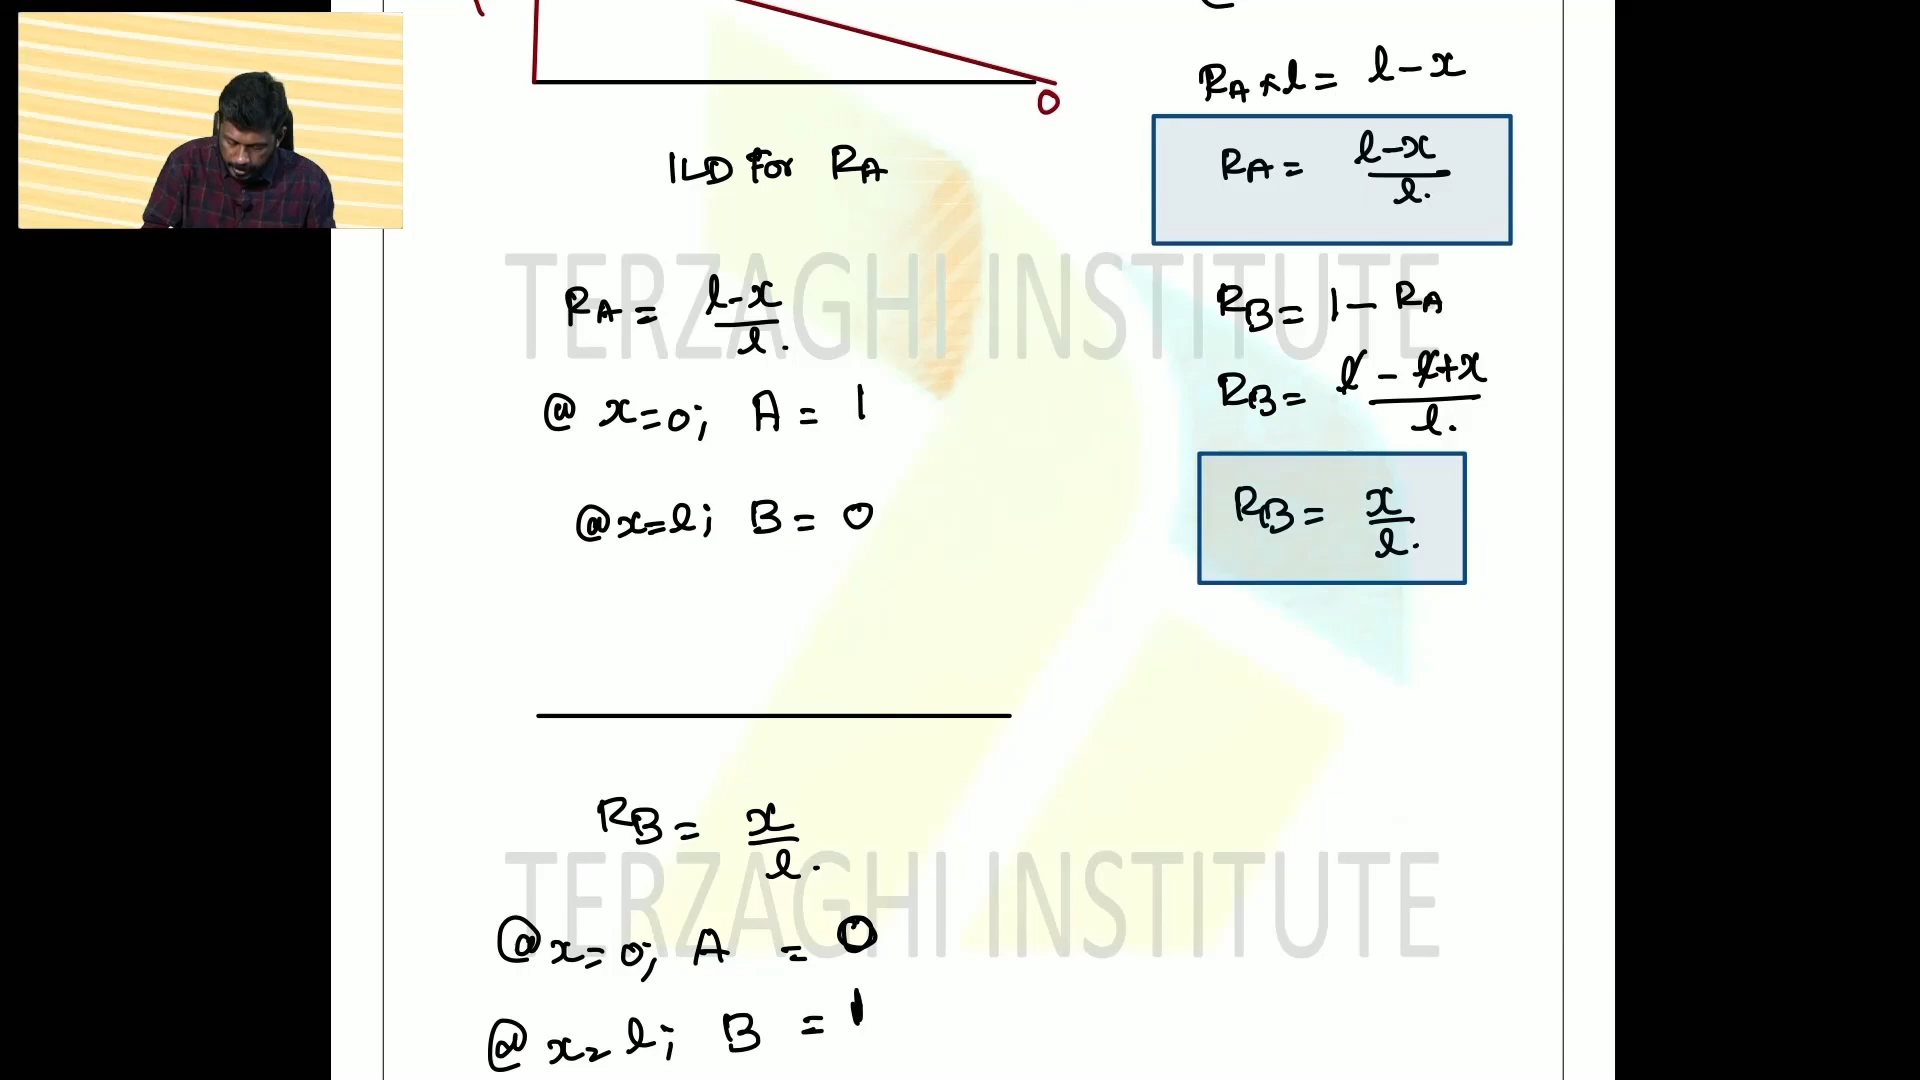 0
ILD For RA
RA = l-x / l.
@ x=0; A = 1
@x=l; B = 0
RA × l = l-x
RA = l-x / l.
RB = 1 - RA
RB = l - l+x / l.
RB = x / l.
TERZAGHI INSTITUTE
RB = x / l.
@x=0; A = 0
@x=l; B = 1
TERZAGHI INSTITUTE